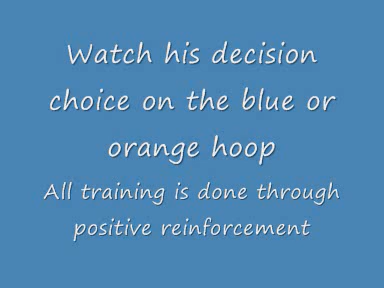 Watch his decision
choice on the blue or
orange hoop
All training is done through
positive reinforcement